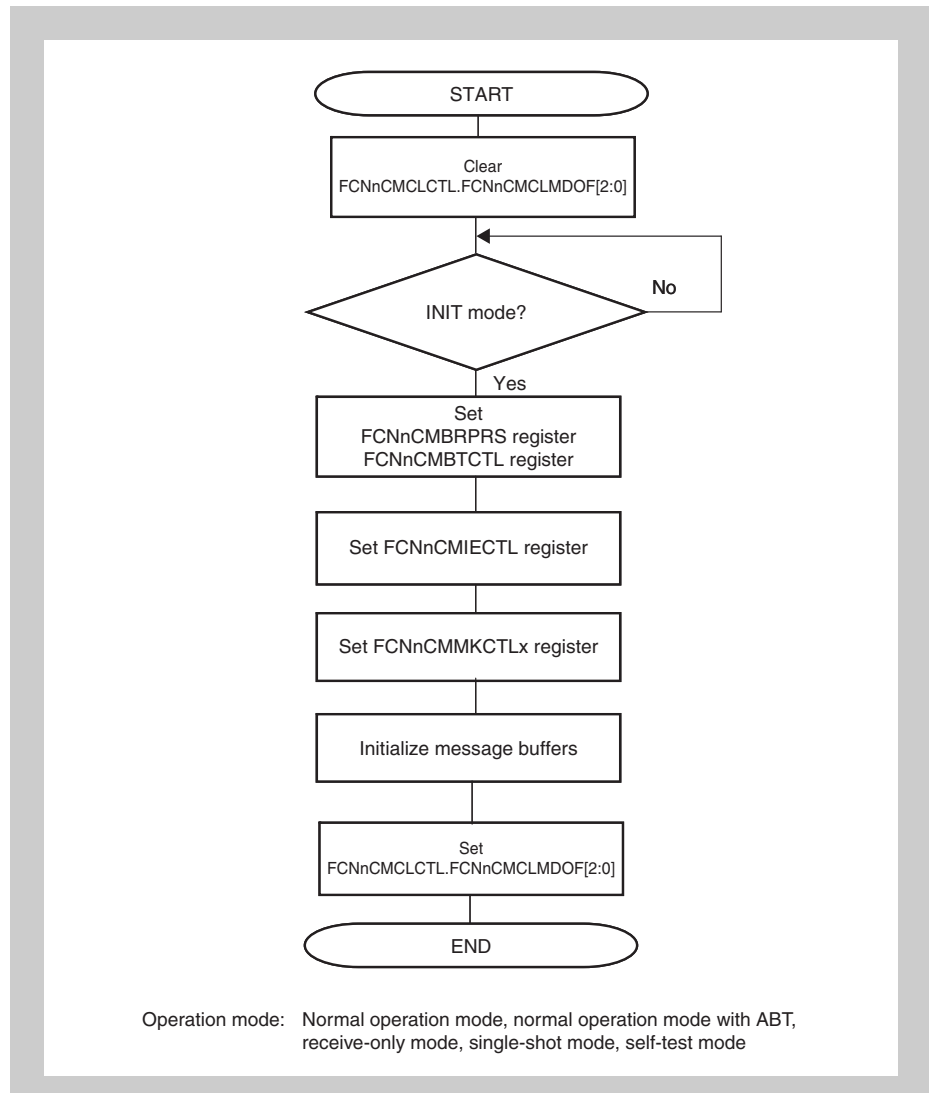 START
Clear
FCNnCMCLCTL.FCNnCMCLMDOF[2:0]
No
INIT mode?
Yes
Set
FCNnCMBRPRS register
FCNnCMBTCTL register
Set FCNnCMIECTL register
Set FCNnCMMKCTLx register
Initialize message buffers
Set
FCNnCMCLCTL.FCNnCMCLMDOF[2:0]
END
Operation mode: Normal operation mode, normal operation mode with ABT,
receive-only mode, single-shot mode, self-test mode